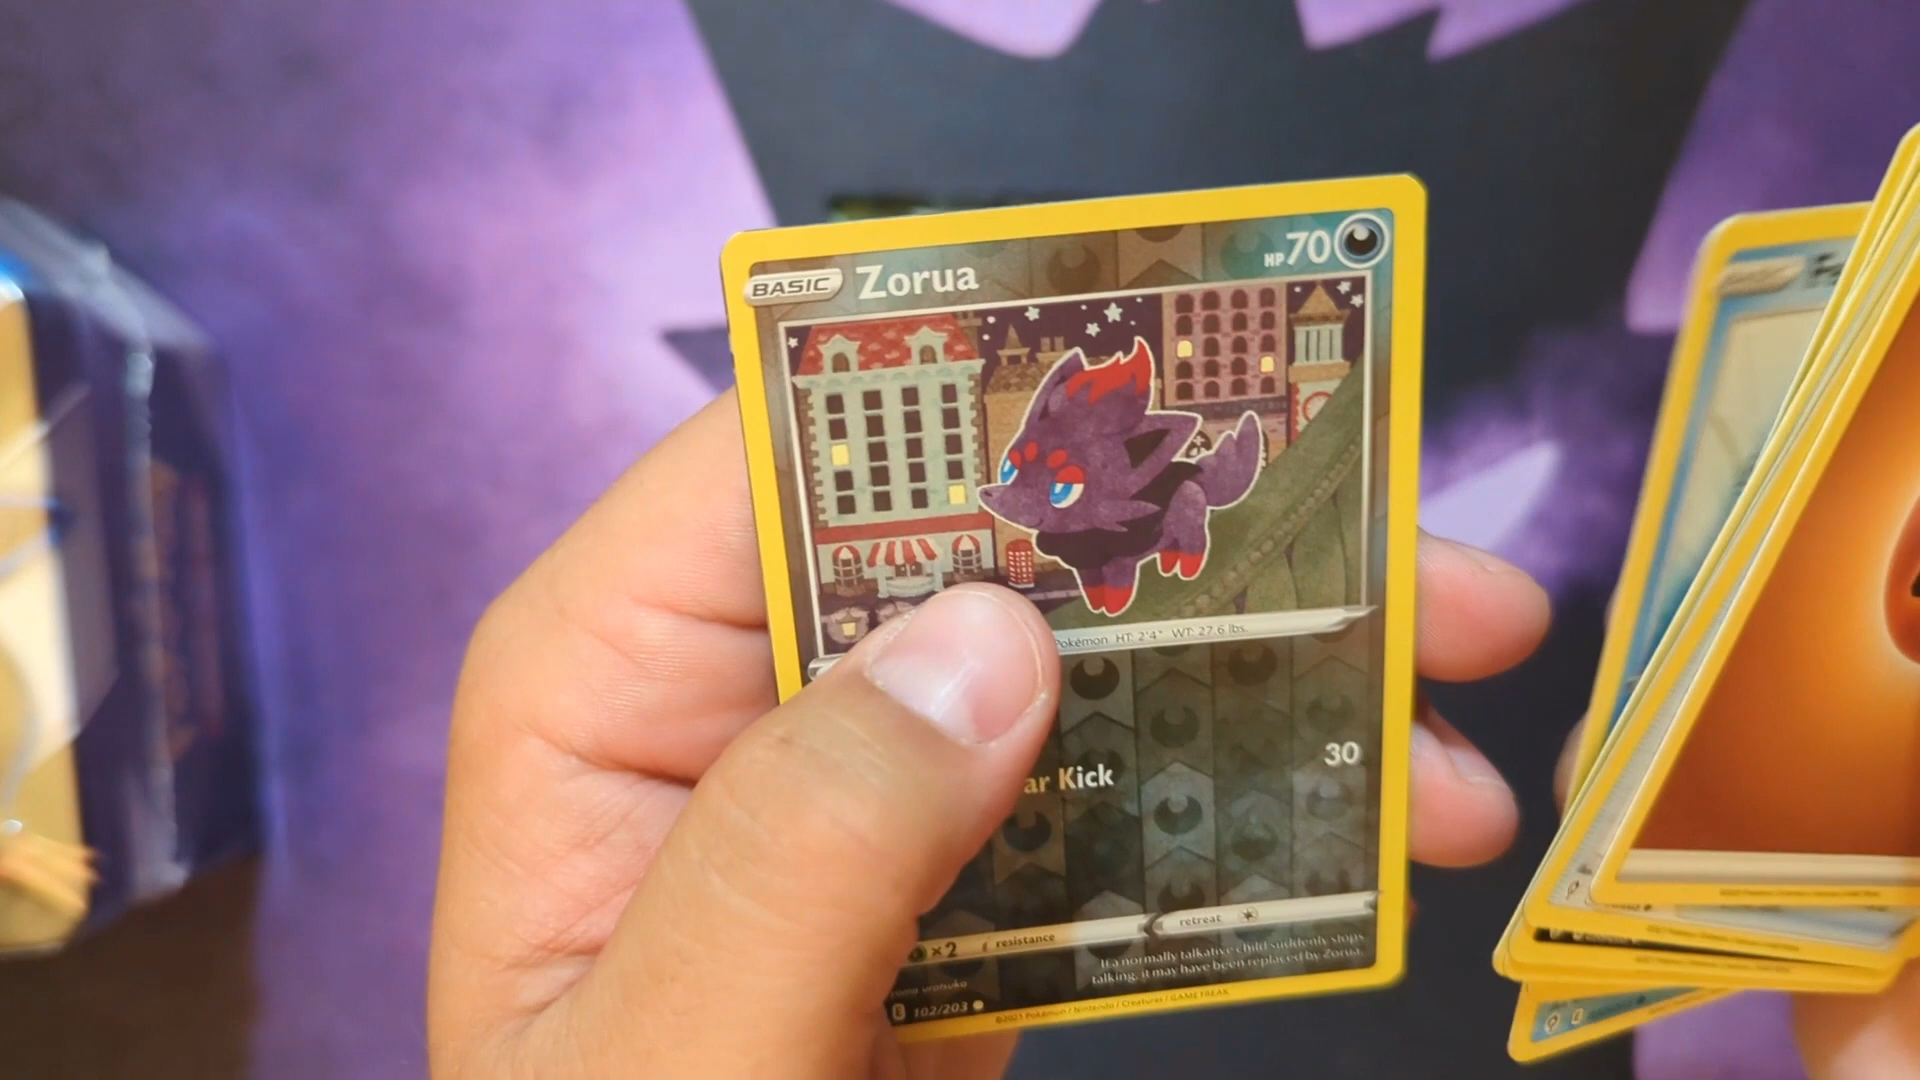 BASIC Zorua HP 70
Pokémon HT: 2'4" WT: 27.6 lbs.
ar Kick 30
×2 resistance retreat
If a normally talkative child suddenly stops
talking, it may have been replaced by Zorua.
E 102/203
©2021 Pokémon / Nintendo / Creatures / GAME FREAK